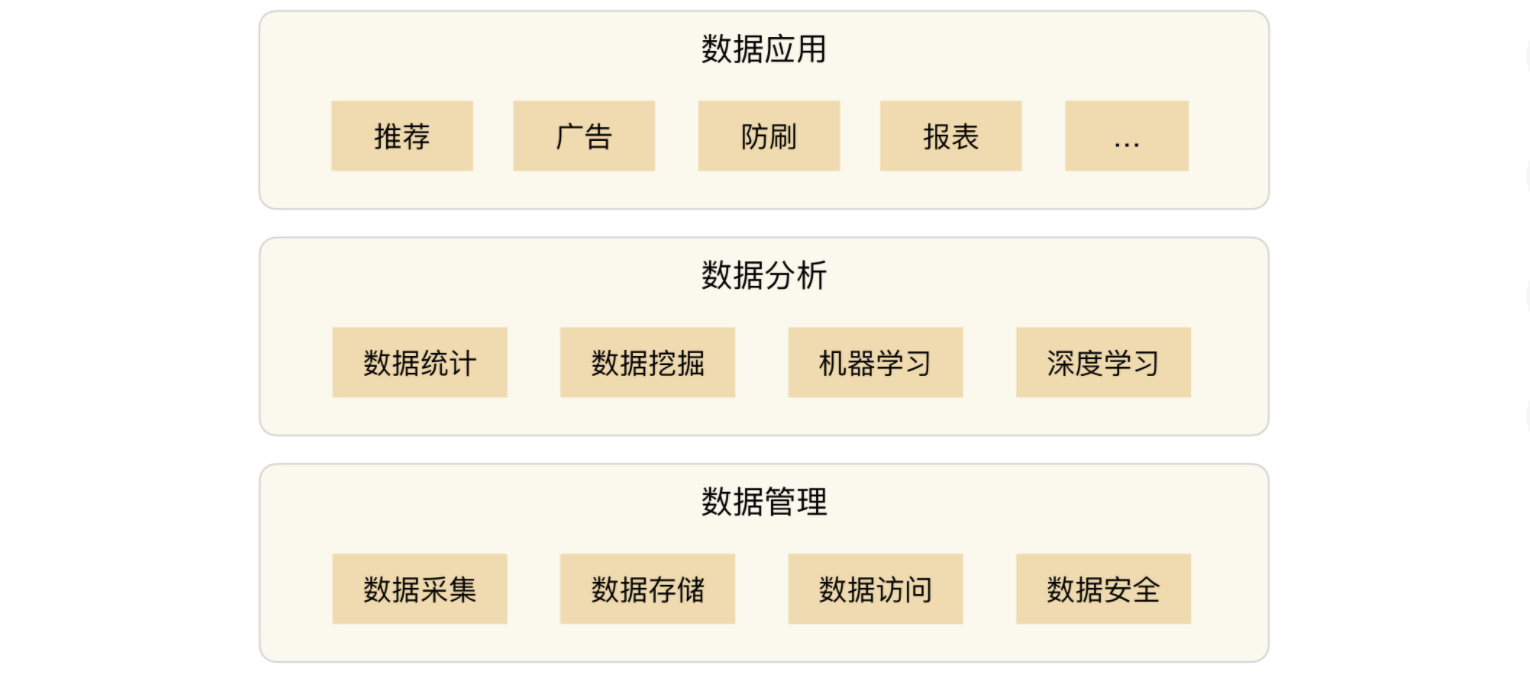 数据应用
推荐 广告 防刷 报表 ...
数据分析
数据统计 数据挖掘 机器学习 深度学习
数据管理
数据采集 数据存储 数据访问 数据安全